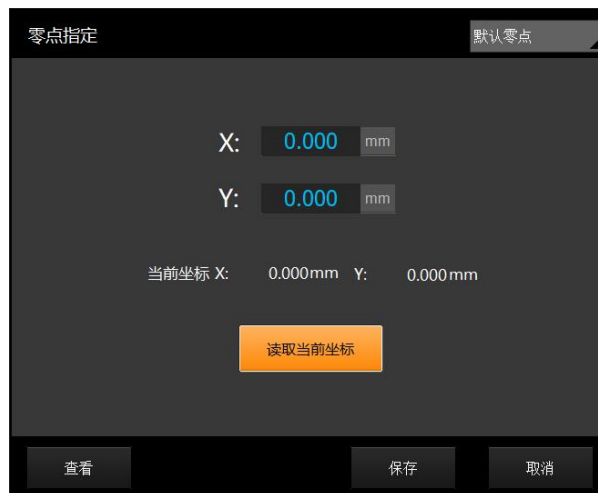 零点指定 默认零点
X: 0.000 mm
Y: 0.000 mm
当前坐标 X: 0.000mm Y: 0.000mm
读取当前坐标
查看 保存 取消